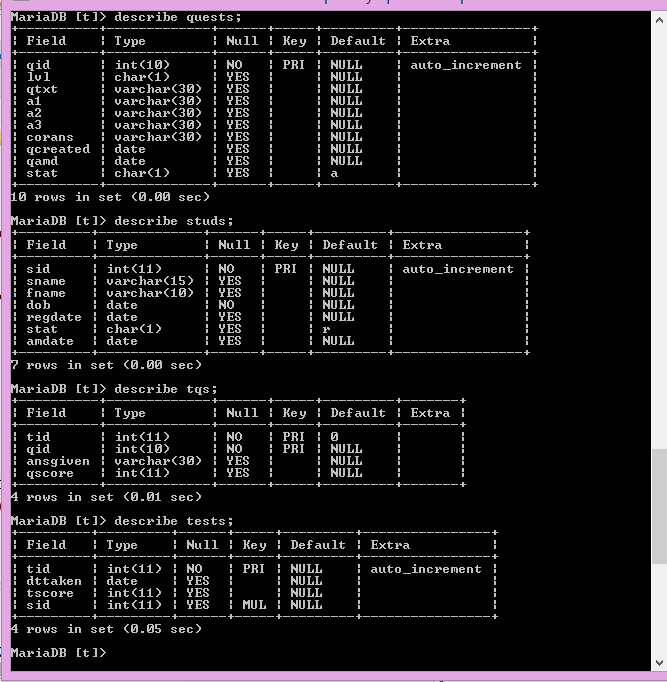 MariaDB [t]> describe quests;
+----------+-------------+------+-----+---------+----------------+
| Field | Type | Null | Key | Default | Extra |
+----------+-------------+------+-----+---------+----------------+
| qid | int(10) | NO | PRI | NULL | auto_increment |
| lvl | char(1) | YES | | NULL | |
| qtxt | varchar(30) | YES | | NULL | |
| a1 | varchar(30) | YES | | NULL | |
| a2 | varchar(30) | YES | | NULL | |
| a3 | varchar(30) | YES | | NULL | |
| corans | varchar(30) | YES | | NULL | |
| qcreated | date | YES | | NULL | |
| qamd | date | YES | | NULL | |
| stat | char(1) | YES | | a | |
+----------+-------------+------+-----+---------+----------------+
10 rows in set (0.00 sec)
MariaDB [t]> describe studs;
+---------+-------------+------+-----+---------+----------------+
| Field | Type | Null | Key | Default | Extra |
+---------+-------------+------+-----+---------+----------------+
| sid | int(11) | NO | PRI | NULL | auto_increment |
| sname | varchar(15) | YES | | NULL | |
| fname | varchar(10) | YES | | NULL | |
| dob | date | NO | | NULL | |
| regdate | date | YES | | NULL | |
| stat | char(1) | YES | | r | |
| amdate | date | YES | | NULL | |
+---------+-------------+------+-----+---------+----------------+
7 rows in set (0.00 sec)
MariaDB [t]> describe tqs;
+----------+-------------+------+-----+---------+-------+
| Field | Type | Null | Key | Default | Extra |
+----------+-------------+------+-----+---------+-------+
| tid | int(11) | NO | PRI | 0 | |
| qid | int(10) | NO | PRI | NULL | |
| ansgiven | varchar(30) | YES | | NULL | |
| qscore | int(11) | YES | | NULL | |
+----------+-------------+------+-----+---------+-------+
4 rows in set (0.01 sec)
MariaDB [t]> describe tests;
+---------+---------+------+-----+---------+----------------+
| Field | Type | Null | Key | Default | Extra |
+---------+---------+------+-----+---------+----------------+
| tid | int(11) | NO | PRI | NULL | auto_increment |
| dttaken | date | YES | | NULL | |
| tscore | int(11) | YES | | NULL | |
| sid | int(11) | YES | MUL | NULL | |
+---------+---------+------+-----+---------+----------------+
4 rows in set (0.05 sec)
MariaDB [t]>